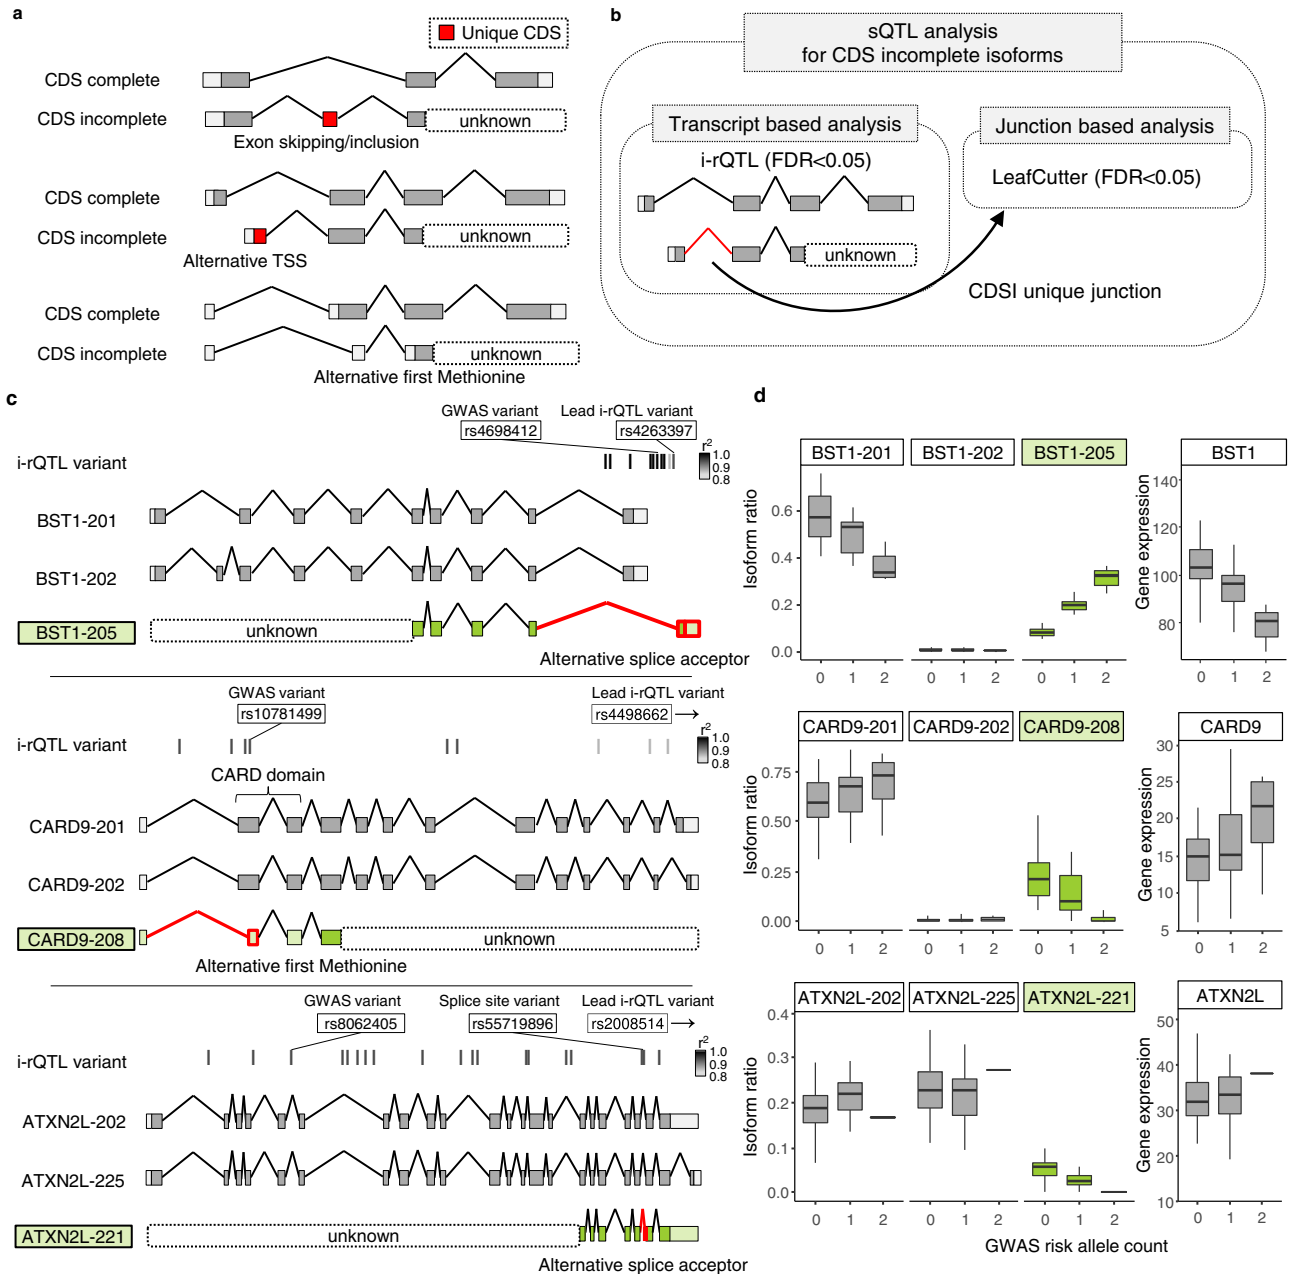 a
Unique CDS
CDS complete
CDS incomplete
unknown
Exon skipping/inclusion
CDS complete
CDS incomplete
unknown
Alternative TSS
CDS complete
CDS incomplete
unknown
Alternative first Methionine
b
sQTL analysis
for CDS incomplete isoforms
Transcript based analysis
i-rQTL (FDR<0.05)
unknown
Junction based analysis
LeafCutter (FDR<0.05)
CDSI unique junction
c
GWAS variant
rs4698412
Lead i-rQTL variant
rs4263397
i-rQTL variant
r²
1.0
0.9
0.8
BST1-201
BST1-202
BST1-205
unknown
Alternative splice acceptor
GWAS variant
rs10781499
Lead i-rQTL variant
rs4498662
i-rQTL variant
r²
1.0
0.9
0.8
CARD domain
CARD9-201
CARD9-202
CARD9-208
unknown
Alternative first Methionine
GWAS variant
rs8062405
Splice site variant
rs55719896
Lead i-rQTL variant
rs2008514
i-rQTL variant
r²
1.0
0.9
0.8
ATXN2L-202
ATXN2L-225
ATXN2L-221
unknown
Alternative splice acceptor
d
BST1-201 BST1-202 BST1-205 BST1
Isoform ratio
0.6
0.4
0.2
0.0
0 1 2 0 1 2 0 1 2
Gene expression
140
120
100
80
0 1 2
CARD9-201 CARD9-202 CARD9-208 CARD9
Isoform ratio
0.75
0.50
0.25
0.00
0 1 2 0 1 2 0 1 2
Gene expression
30
25
20
15
10
5
0 1 2
ATXN2L-202 ATXN2L-225 ATXN2L-221 ATXN2L
Isoform ratio
0.4
0.3
0.2
0.1
0.0
0 1 2 0 1 2 0 1 2
Gene expression
50
40
30
20
10
0 1 2
GWAS risk allele count